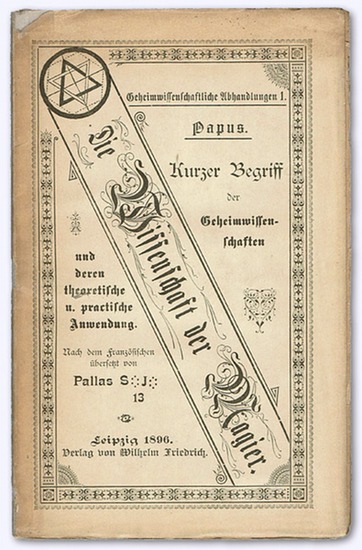 Geheimwissenschaftliche Abhandlungen 1.
Papus.
Die Wissenschaft der Magier.
Kurzer Begriff
der
Geheimwissen-
schaften
und
deren
theoretische
u. practische
Anwendung.
Nach dem Französischen
übersetzt von
Pallas S⁘J⁘
13
Leipzig 1896.
Verlag von Wilhelm Friedrich.